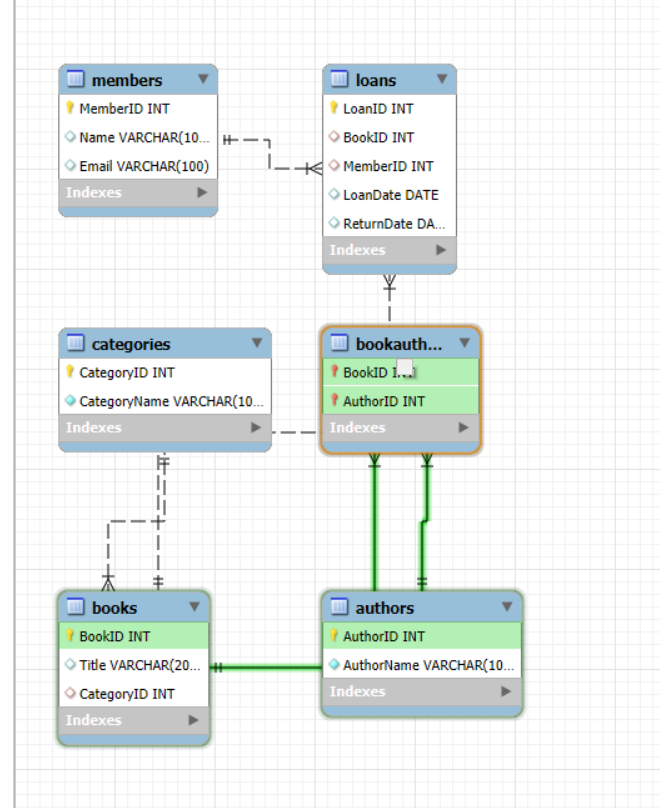 members
MemberID INT
Name VARCHAR(10...
Email VARCHAR(100)
Indexes
loans
LoanID INT
BookID INT
MemberID INT
LoanDate DATE
ReturnDate DA...
Indexes
categories
CategoryID INT
CategoryName VARCHAR(10...
Indexes
bookauth...
BookID INT
AuthorID INT
Indexes
books
BookID INT
Title VARCHAR(20...
CategoryID INT
Indexes
authors
AuthorID INT
AuthorName VARCHAR(10...
Indexes